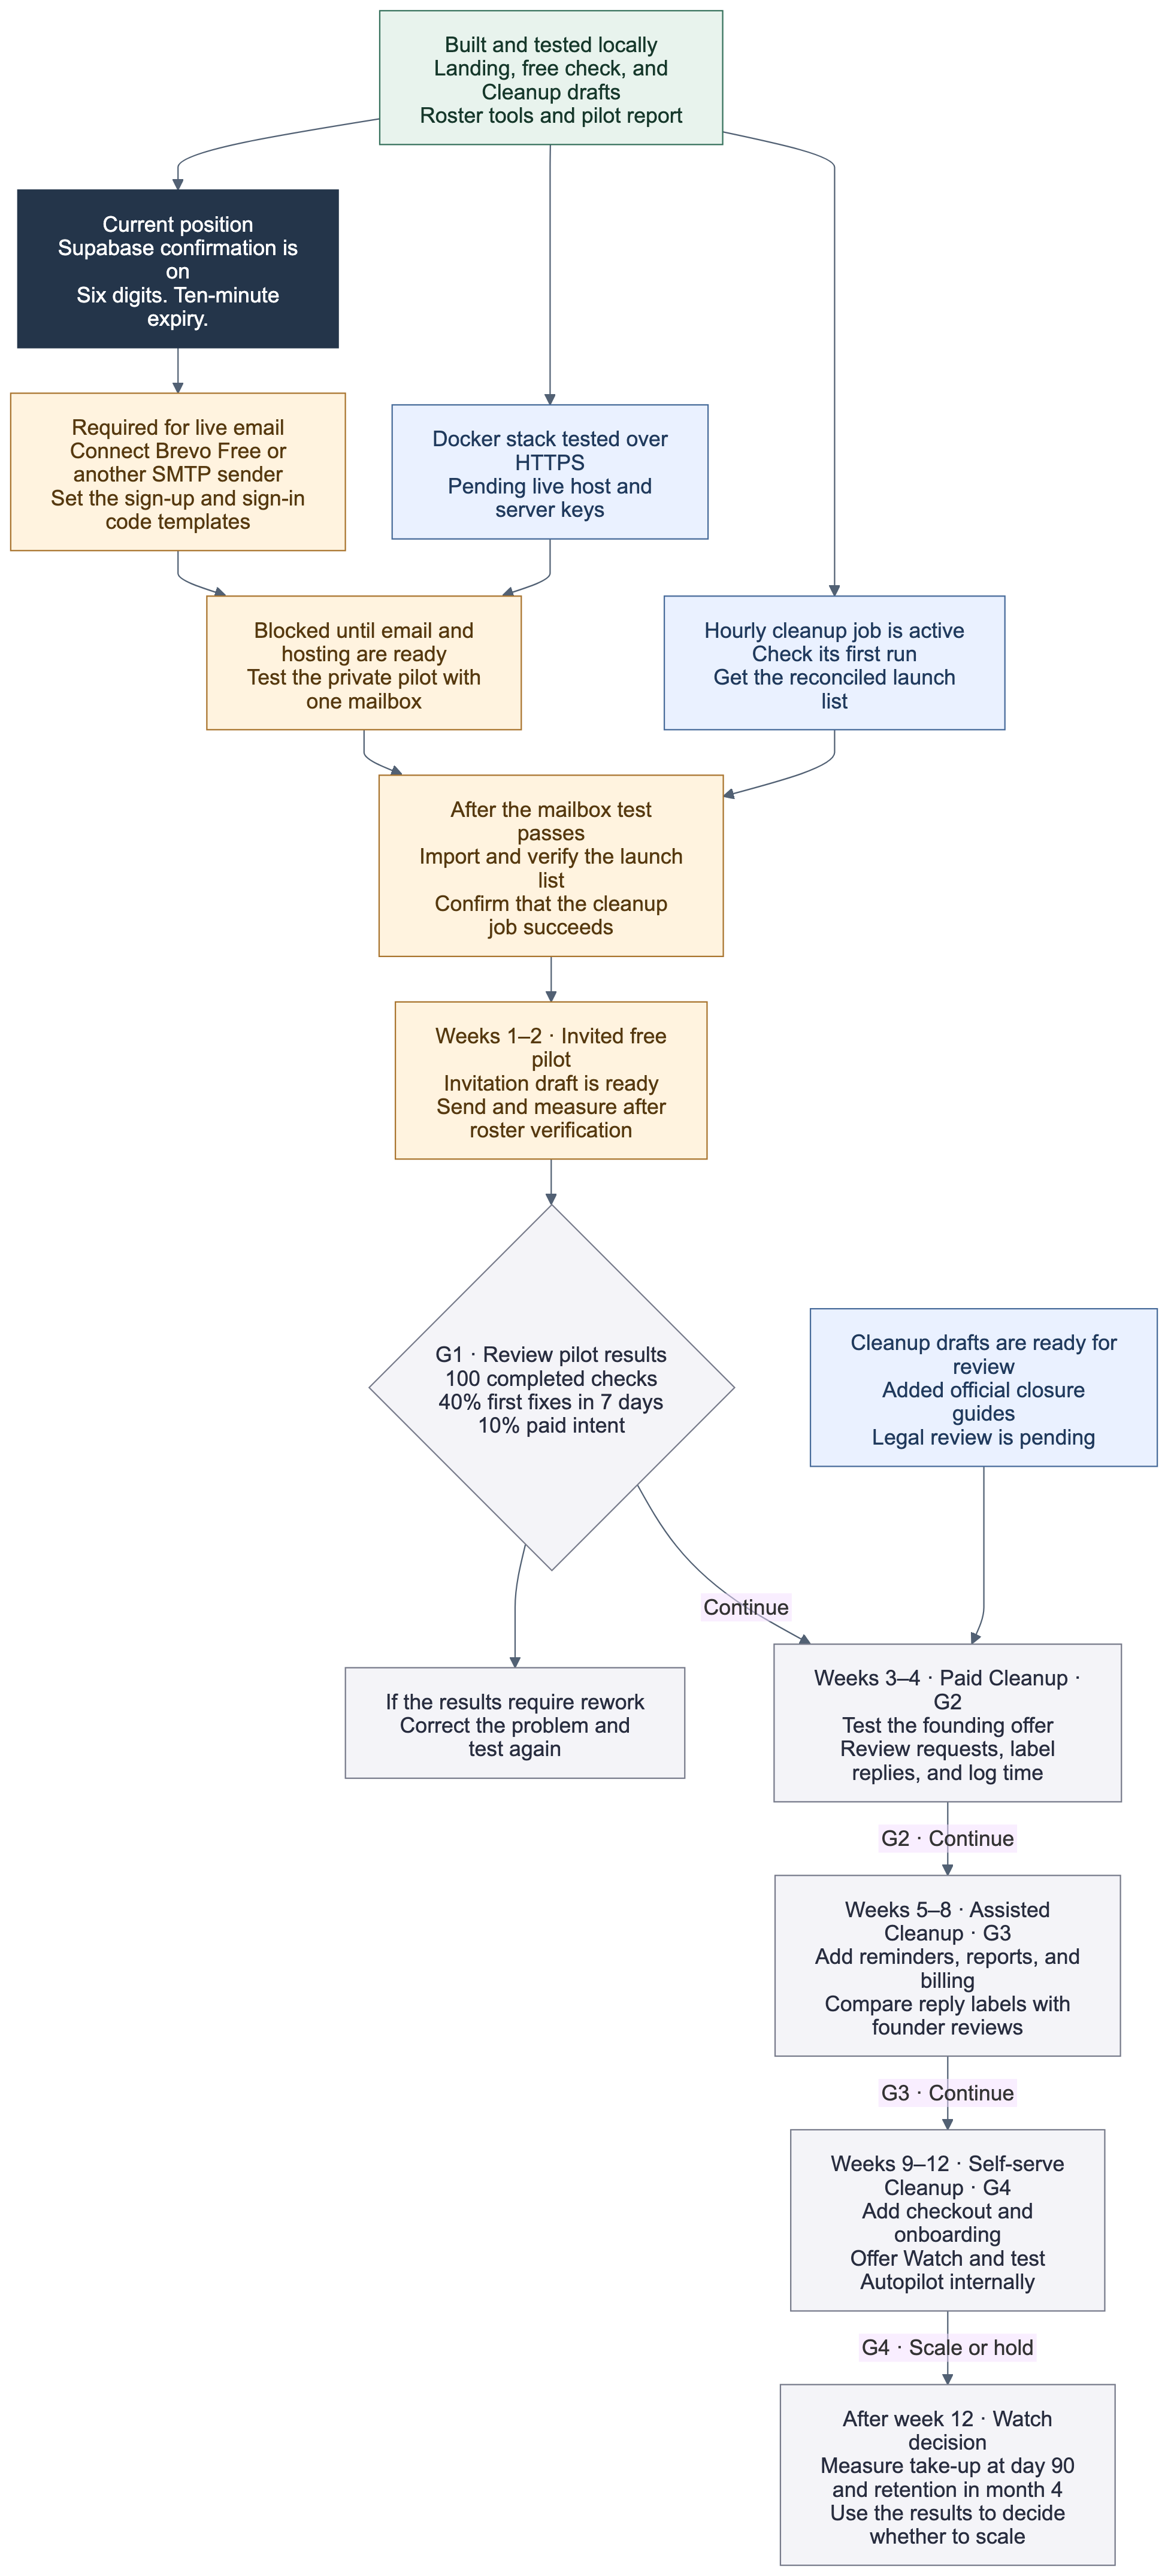 Built and tested locally
Landing, free check, and
Cleanup drafts
Roster tools and pilot report
Current position
Supabase confirmation is
on
Six digits. Ten-minute
expiry.
Required for live email
Connect Brevo Free or
another SMTP sender
Set the sign-up and sign-in
code templates
Docker stack tested over
HTTPS
Pending live host and
server keys
Blocked until email and
hosting are ready
Test the private pilot with
one mailbox
Hourly cleanup job is active
Check its first run
Get the reconciled launch
list
After the mailbox test
passes
Import and verify the launch
list
Confirm that the cleanup
job succeeds
Weeks 1–2 · Invited free
pilot
Invitation draft is ready
Send and measure after
roster verification
G1 · Review pilot results
100 completed checks
40% first fixes in 7 days
10% paid intent
Cleanup drafts are ready for
review
Added official closure
guides
Legal review is pending
Continue
If the results require rework
Correct the problem and
test again
Weeks 3–4 · Paid Cleanup ·
G2
Test the founding offer
Review requests, label
replies, and log time
G2 · Continue
Weeks 5–8 · Assisted
Cleanup · G3
Add reminders, reports, and
billing
Compare reply labels with
founder reviews
G3 · Continue
Weeks 9–12 · Self-serve
Cleanup · G4
Add checkout and
onboarding
Offer Watch and test
Autopilot internally
G4 · Scale or hold
After week 12 · Watch
decision
Measure take-up at day 90
and retention in month 4
Use the results to decide
whether to scale